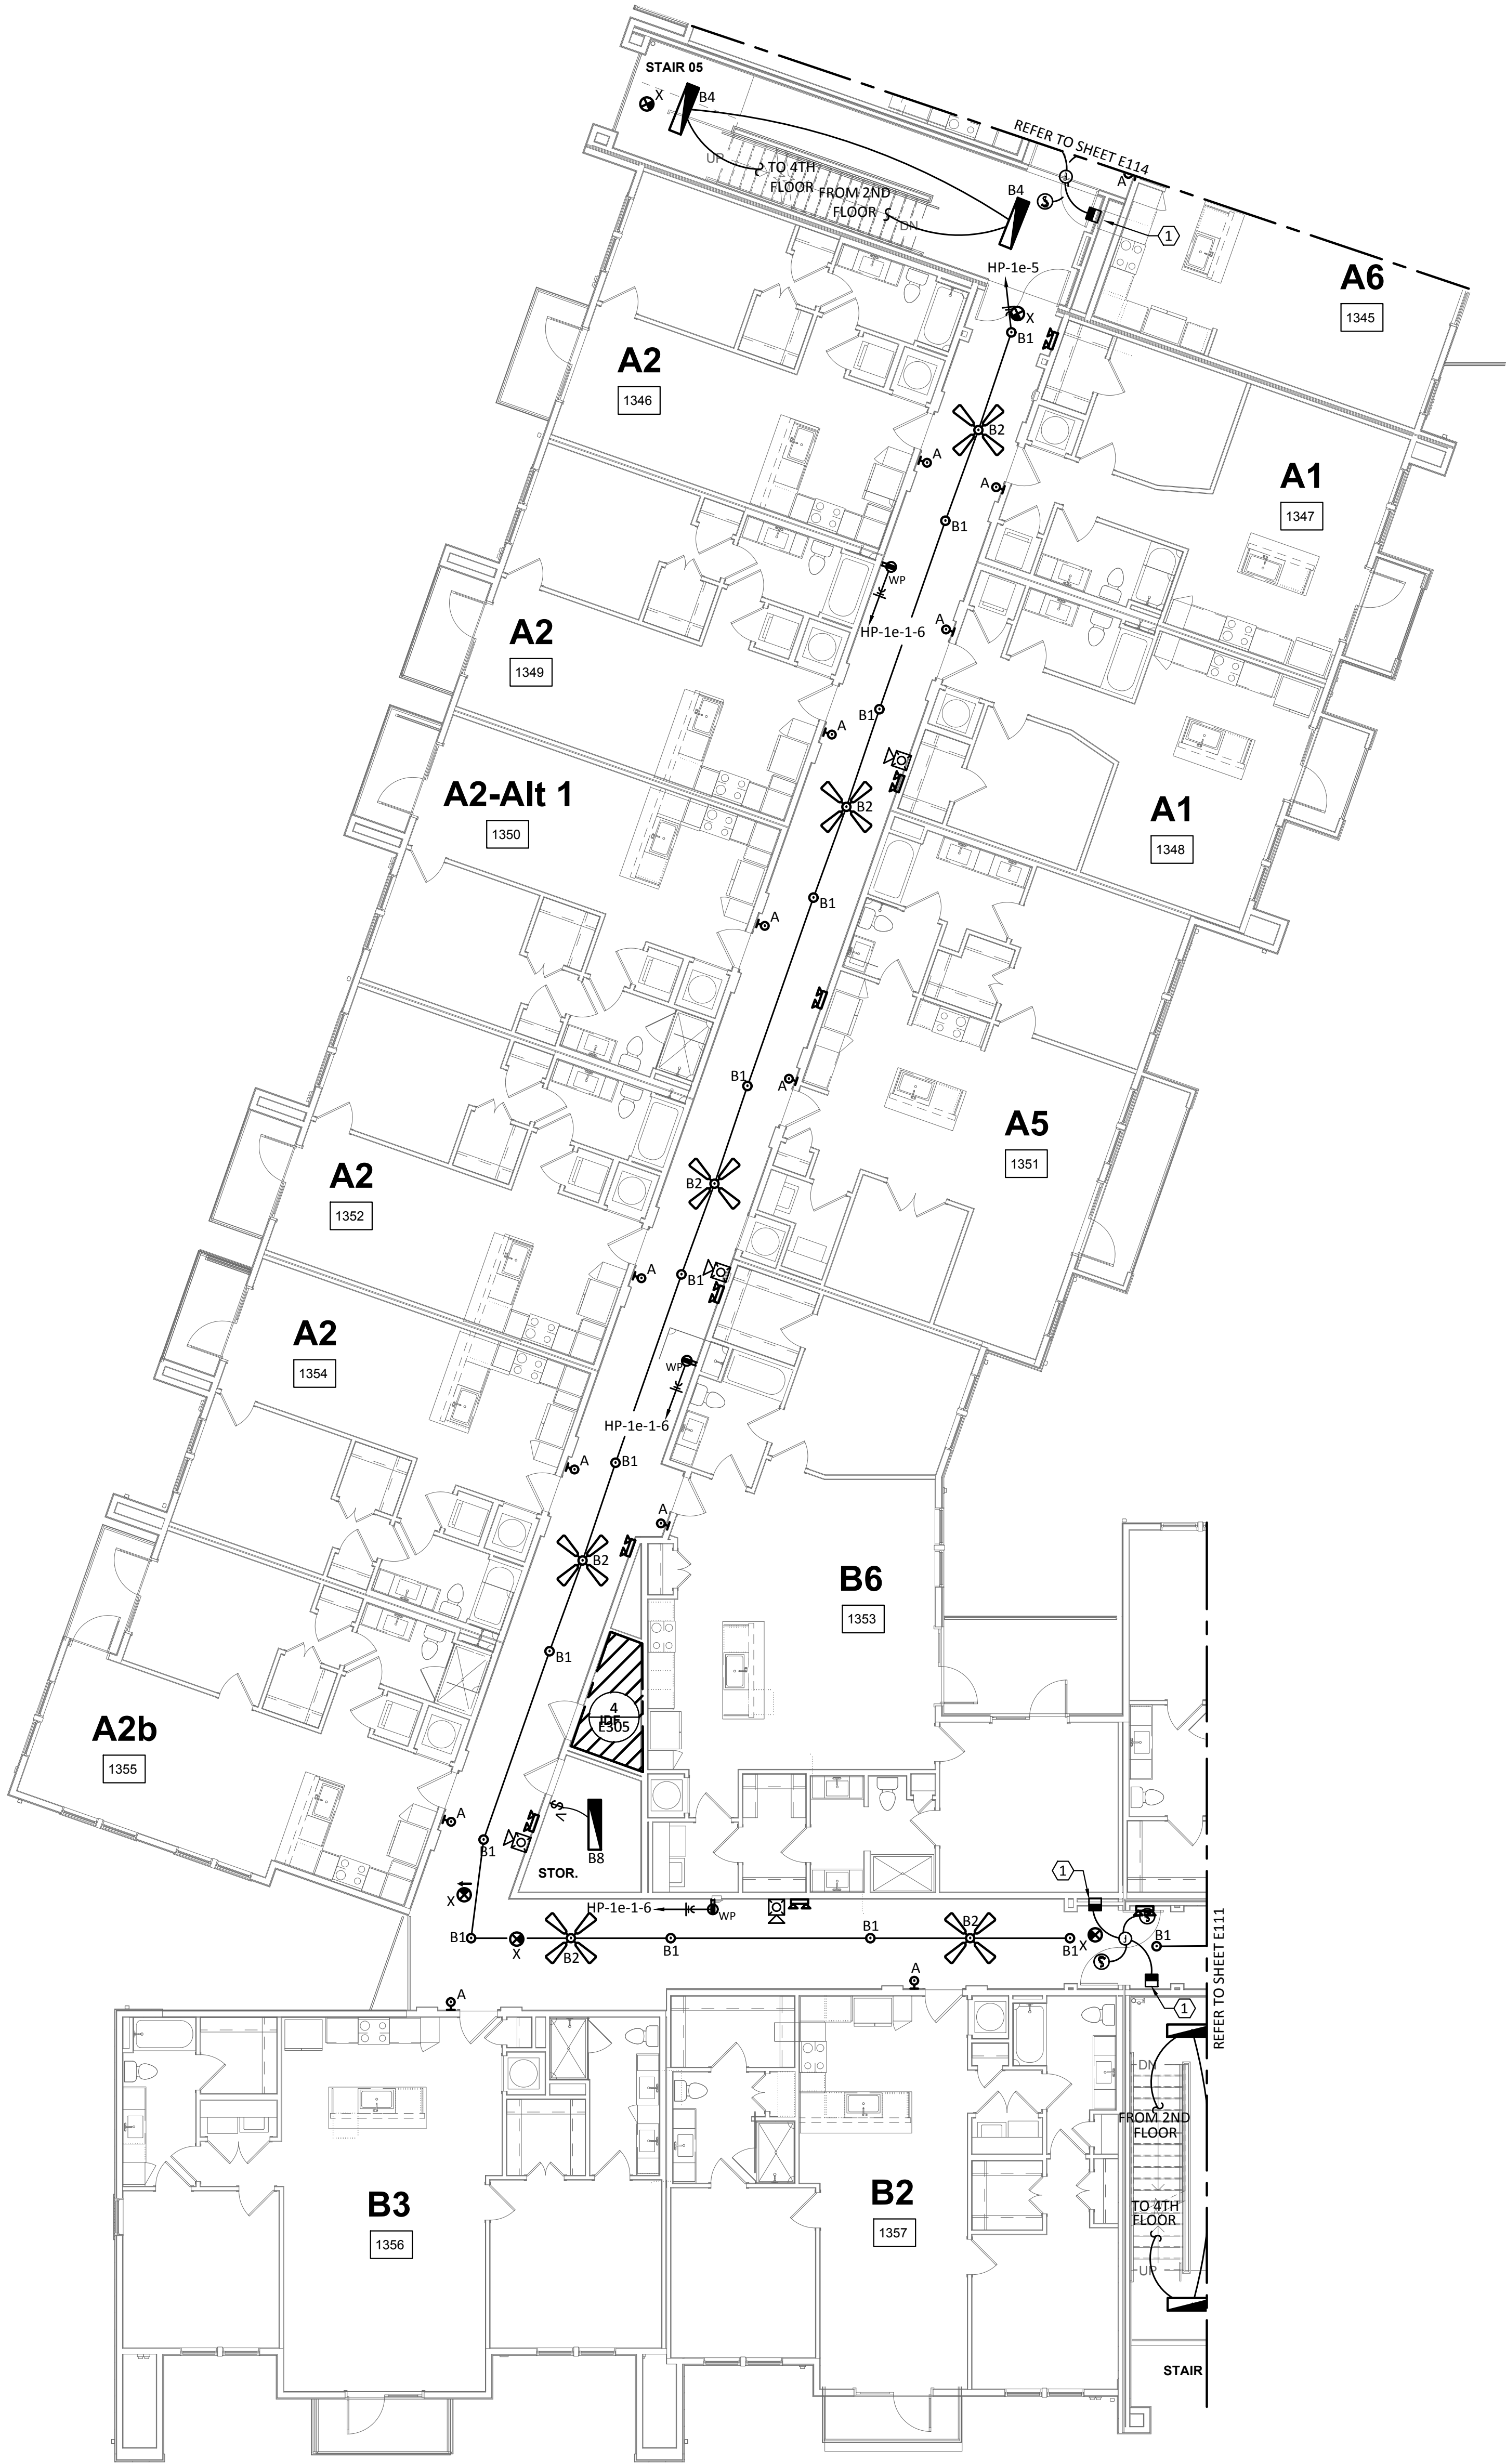 STAIR 05
X
B4
REFER TO SHEET E114
UP
TO 4TH
FLOOR
FROM 2ND
FLOOR
DN
B4
S
J
A
1
HP-1e-5
X
B1
A6
1345
A2
1346
B2
A
A
A1
1347
B1
WP
HP-1e-1-6
A
A2
1349
B1
A
B2
A2-Alt 1
1350
A1
1348
B1
A
B1
A
A5
1351
A2
1352
B2
B1
A
A2
1354
WP
HP-1e-1-6
B1
A
A
B2
B6
1353
B1
4
IDF
E305
A2b
1355
A
B1
$V
B8
STOR.
X
HP-1e-1-6
WP
1
B1
X
B2
B1
B1
B2
B1
X
J
S
S
B1
A
A
1
REFER TO SHEET E111
DN
FROM 2ND
FLOOR
B3
1356
B2
1357
TO 4TH
FLOOR
UP
STAIR